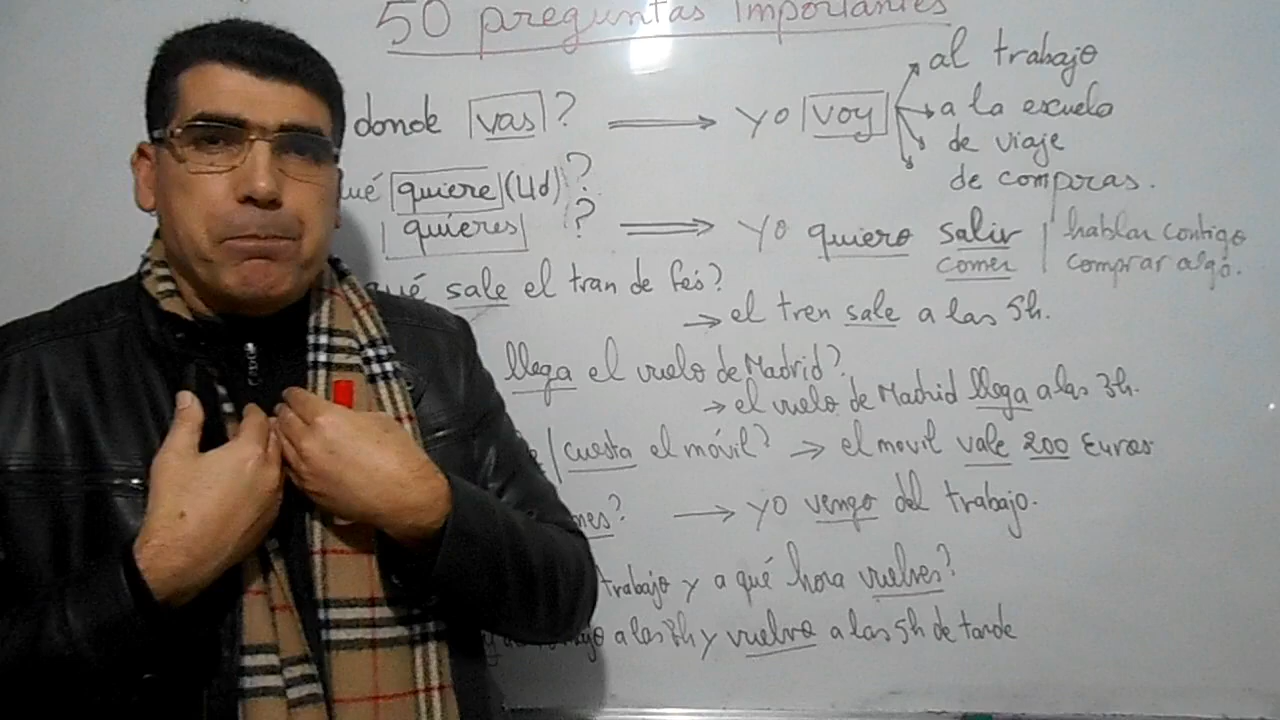 50 preguntas importantes
donde vas? → yo voy al trabajo
a la escuela
de viaje
de compras.
quiere (Ud)?
quieres ? → yo quiero salir | hablar contigo
comer | comprar algo.
qué sale el tran de fes?
→ el tren sale a las 5h.
llega el vuelo de Madrid?
→ el vuelo de Madrid llega a las 3h.
cuesta el móvil? → el movil vale 200 Euros
nes? → yo vengo del trabajo.
trabajo y a qué hora vuelves?
a las 8h y vuelvo a las 5h de tarde